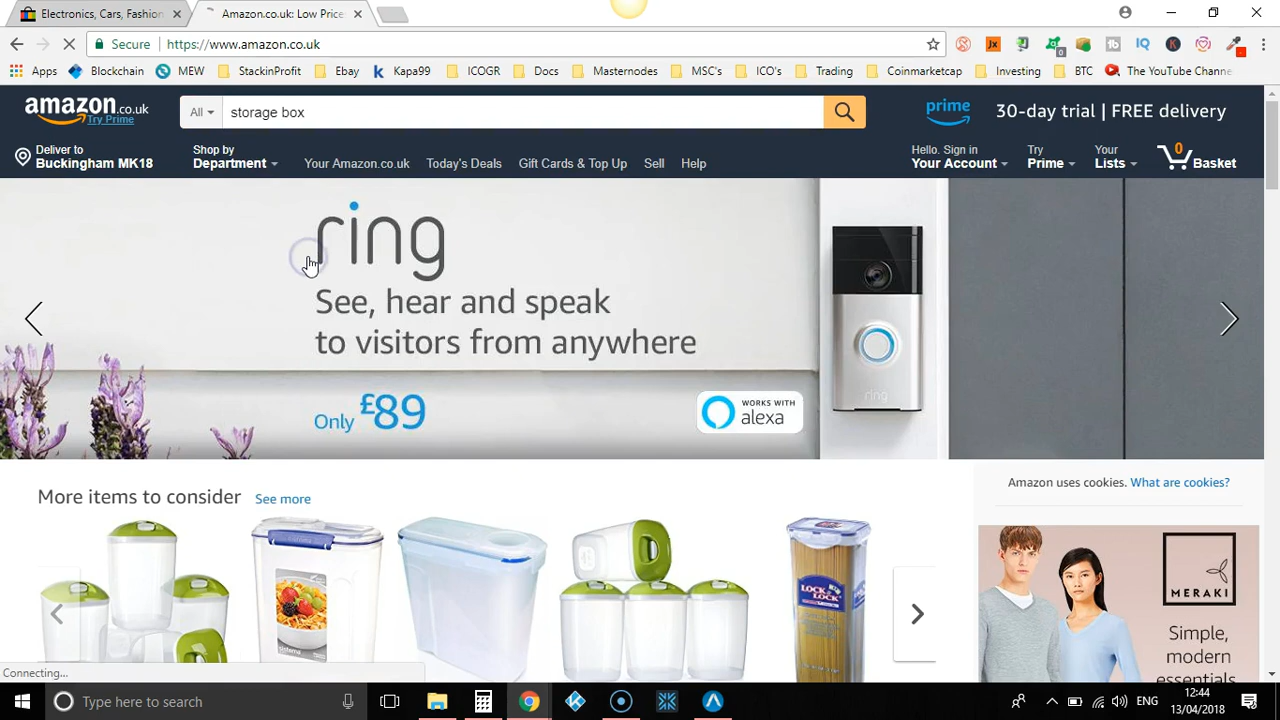 Electronics, Cars, Fashion
Amazon.co.uk: Low Price
Secure
https://www.amazon.co.uk
Apps
Blockchain
MEW
StackinProfit
Ebay
Kapa99
ICOGR
Docs
Masternodes
MSC's
ICO's
Trading
Coinmarketcap
Investing
BTC
The YouTube Channe
amazon.co.uk
Try Prime
All
storage box
prime
30-day trial | FREE delivery
Deliver to
Buckingham MK18
Shop by
Department
Your Amazon.co.uk
Today's Deals
Gift Cards & Top Up
Sell
Help
Hello. Sign in
Your Account
Try
Prime
Your
Lists
0
Basket
ring
See, hear and speak
to visitors from anywhere
Only £89
WORKS WITH
alexa
ring
More items to consider
See more
Amazon uses cookies. What are cookies?
sistema
LOCK & LOCK
MERAKI
Simple,
modern
essentials
Connecting...
Type here to search
ENG
12:44
13/04/2018